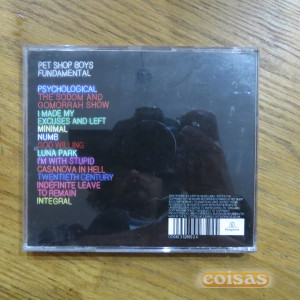 PET SHOP BOYS
FUNDAMENTAL
PSYCHOLOGICAL
THE SODOM AND
GOMORRAH SHOW
I MADE MY
EXCUSES AND LEFT
MINIMAL
NUMB
GOD WILLING
LUNA PARK
I'M WITH STUPID
CASANOVA IN HELL
TWENTIETH CENTURY
INDEFINITE LEAVE
TO REMAIN
INTEGRAL
coisas